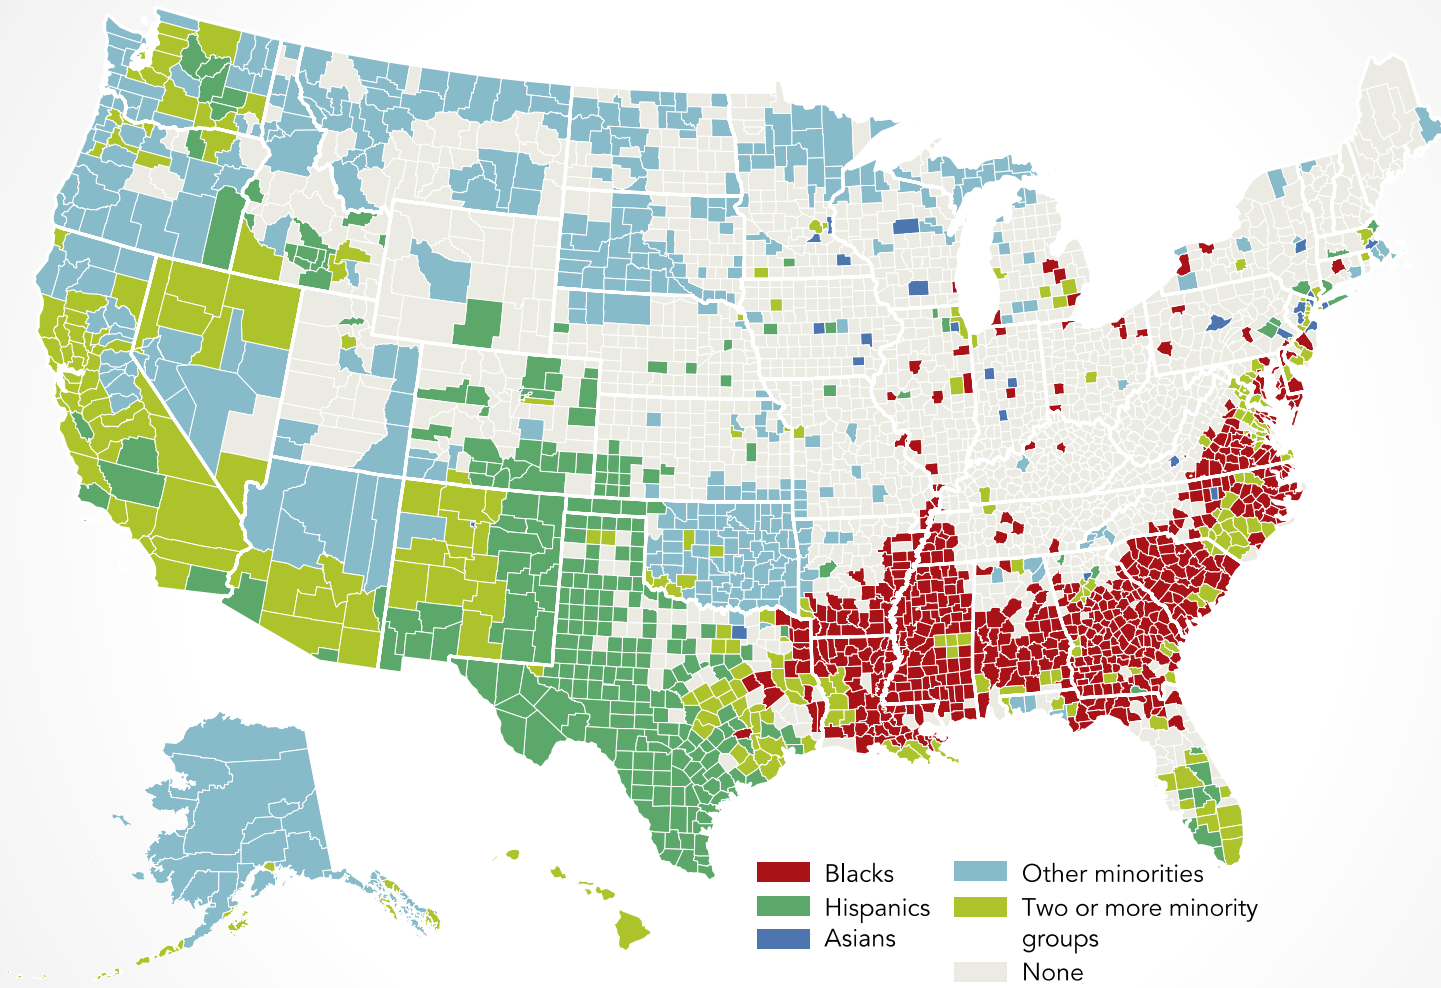 Blacks
Hispanics
Asians
Other minorities
Two or more minority
groups
None